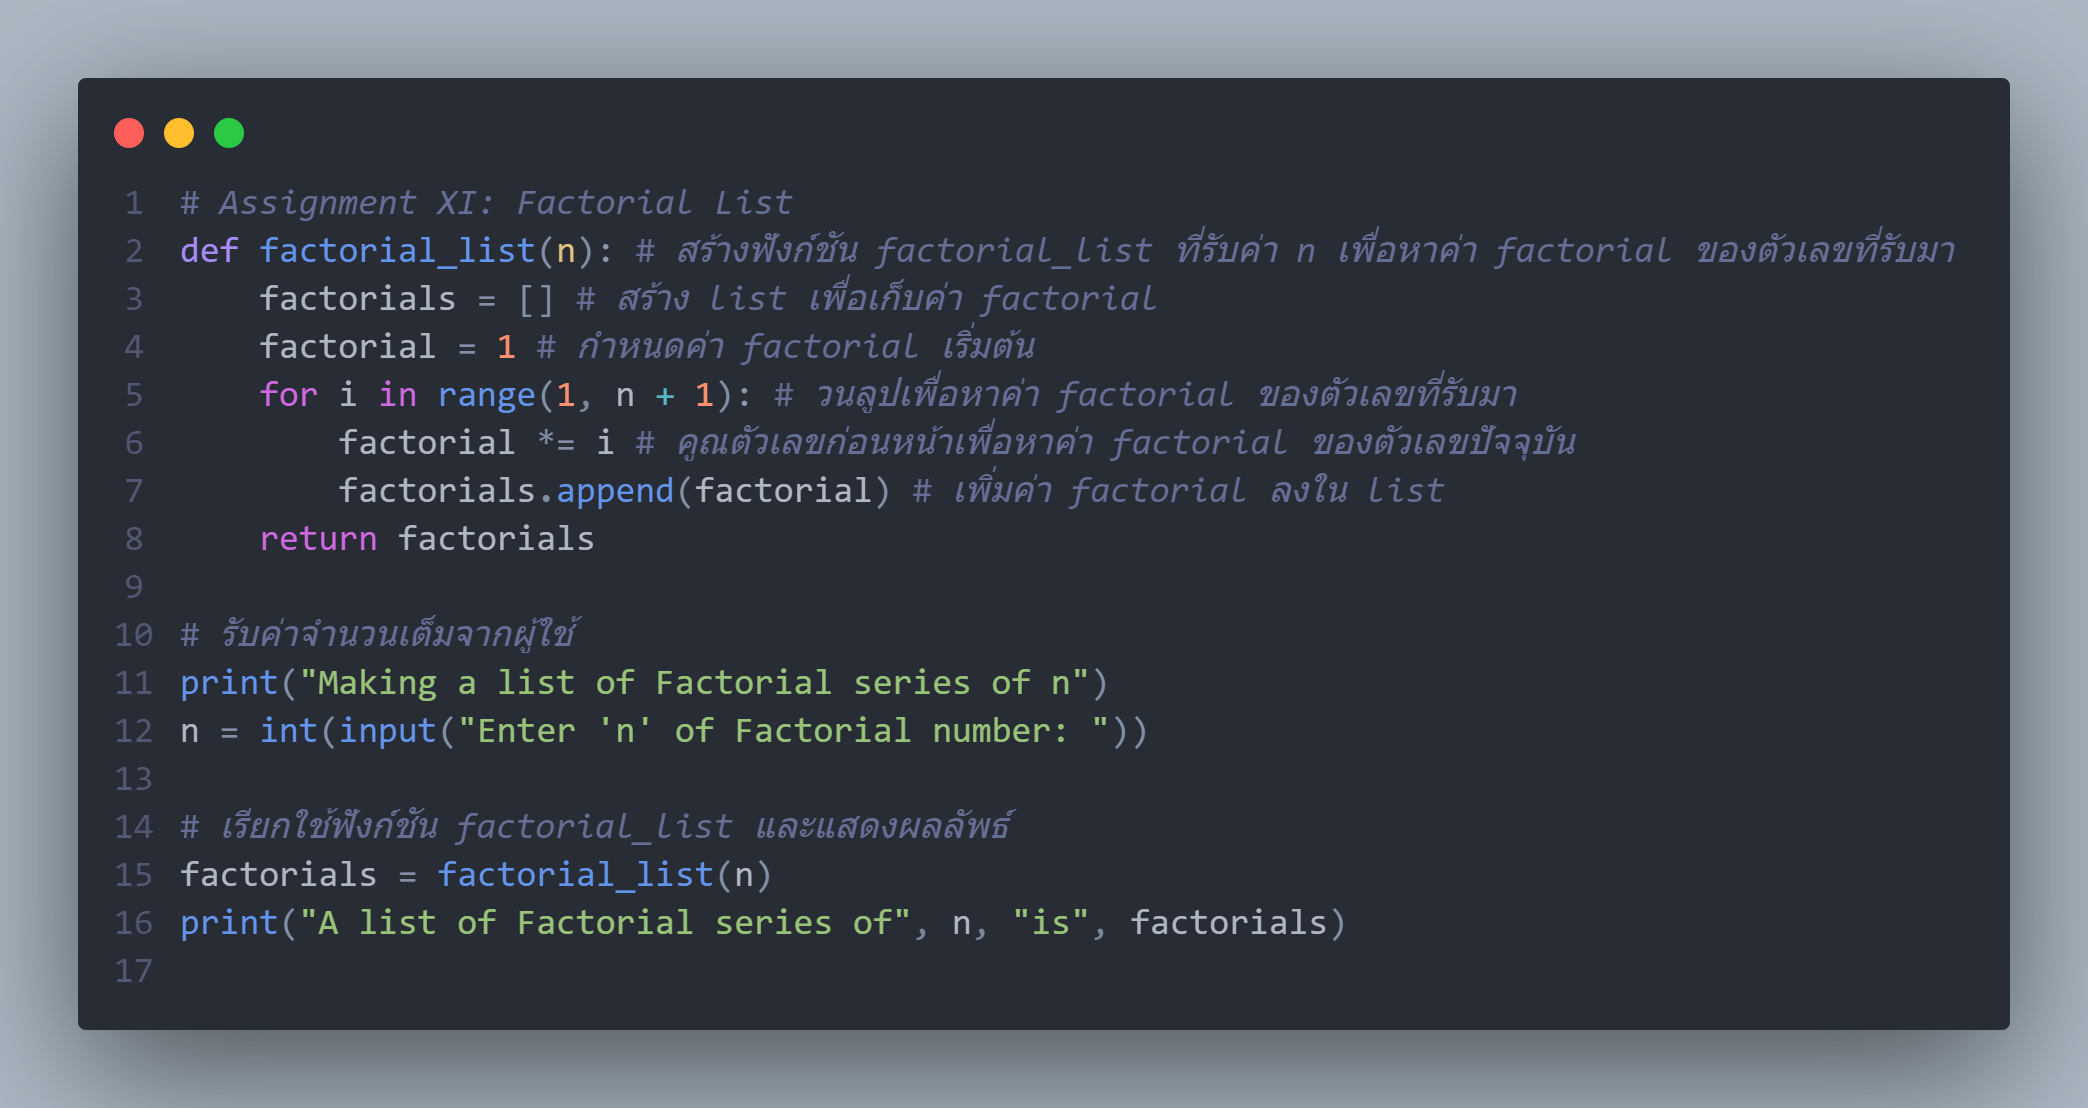 1 # Assignment XI: Factorial List
2 def factorial_list(n): # สร้างฟังก์ชัน factorial_list ที่รับค่า n เพื่อหาค่า factorial ของตัวเลขที่รับมา
3     factorials = [] # สร้าง list เพื่อเก็บค่า factorial
4     factorial = 1 # กำหนดค่า factorial เริ่มต้น
5     for i in range(1, n + 1): # วนลูปเพื่อหาค่า factorial ของตัวเลขที่รับมา
6         factorial *= i # คูณตัวเลขก่อนหน้าเพื่อหาค่า factorial ของตัวเลขปัจจุบัน
7         factorials.append(factorial) # เพิ่มค่า factorial ลงใน list
8     return factorials
9
10 # รับค่าจำนวนเต็มจากผู้ใช้
11 print("Making a list of Factorial series of n")
12 n = int(input("Enter 'n' of Factorial number: "))
13
14 # เรียกใช้ฟังก์ชัน factorial_list และแสดงผลลัพธ์
15 factorials = factorial_list(n)
16 print("A list of Factorial series of", n, "is", factorials)
17